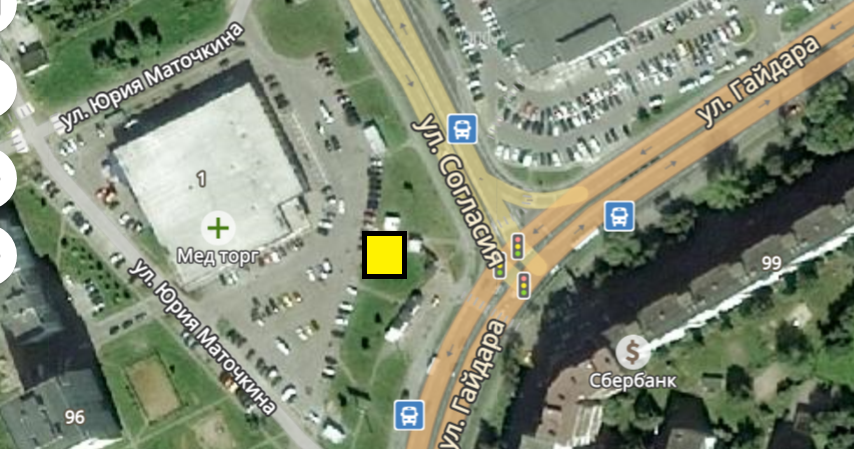 ул. Юрия Маточкина
ул. Гайдара
ул. Согласия
1
Мед торг
99
ул. Юрия Маточкина
ул. Гайдара
$
Сбербанк
96